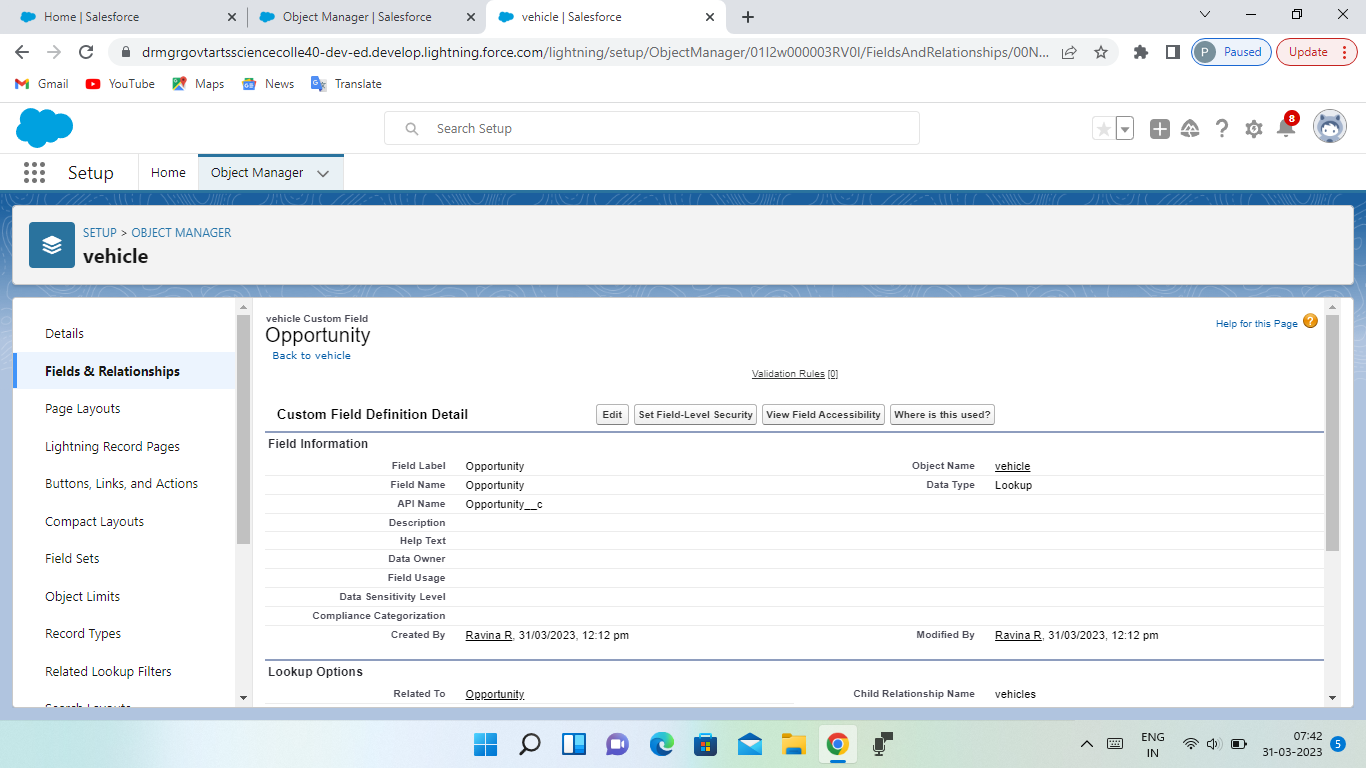 Home | Salesforce
Object Manager | Salesforce
vehicle | Salesforce
drmgrgovtartssciencecolle40-dev-ed.develop.lightning.force.com/lightning/setup/ObjectManager/01I2w000003RV0I/FieldsAndRelationships/00N...
P Paused
Update
Gmail
YouTube
Maps
News
Translate
Search Setup
8
Setup
Home
Object Manager
SETUP > OBJECT MANAGER
vehicle
Details
Fields & Relationships
Page Layouts
Lightning Record Pages
Buttons, Links, and Actions
Compact Layouts
Field Sets
Object Limits
Record Types
Related Lookup Filters
Search Layouts
vehicle Custom Field
Opportunity
Back to vehicle
Help for this Page ?
Validation Rules [0]
Custom Field Definition Detail
Edit
Set Field-Level Security
View Field Accessibility
Where is this used?
Field Information
Field Label Opportunity Object Name vehicle
Field Name Opportunity Data Type Lookup
API Name Opportunity__c
Description
Help Text
Data Owner
Field Usage
Data Sensitivity Level
Compliance Categorization
Created By Ravina R, 31/03/2023, 12:12 pm Modified By Ravina R, 31/03/2023, 12:12 pm
Lookup Options
Related To Opportunity Child Relationship Name vehicles
ENG
IN
07:42
31-03-2023
5